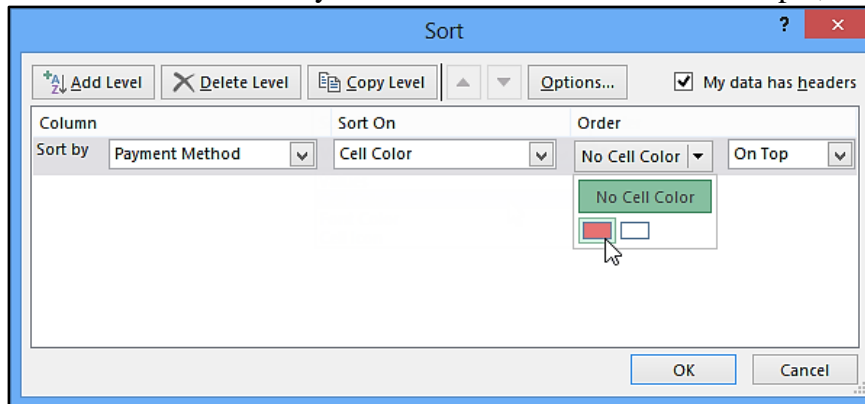 Sort ?
Add Level Delete Level Copy Level Options... My data has headers
Column Sort On Order
Sort by Payment Method Cell Color No Cell Color On Top
No Cell Color
OK Cancel